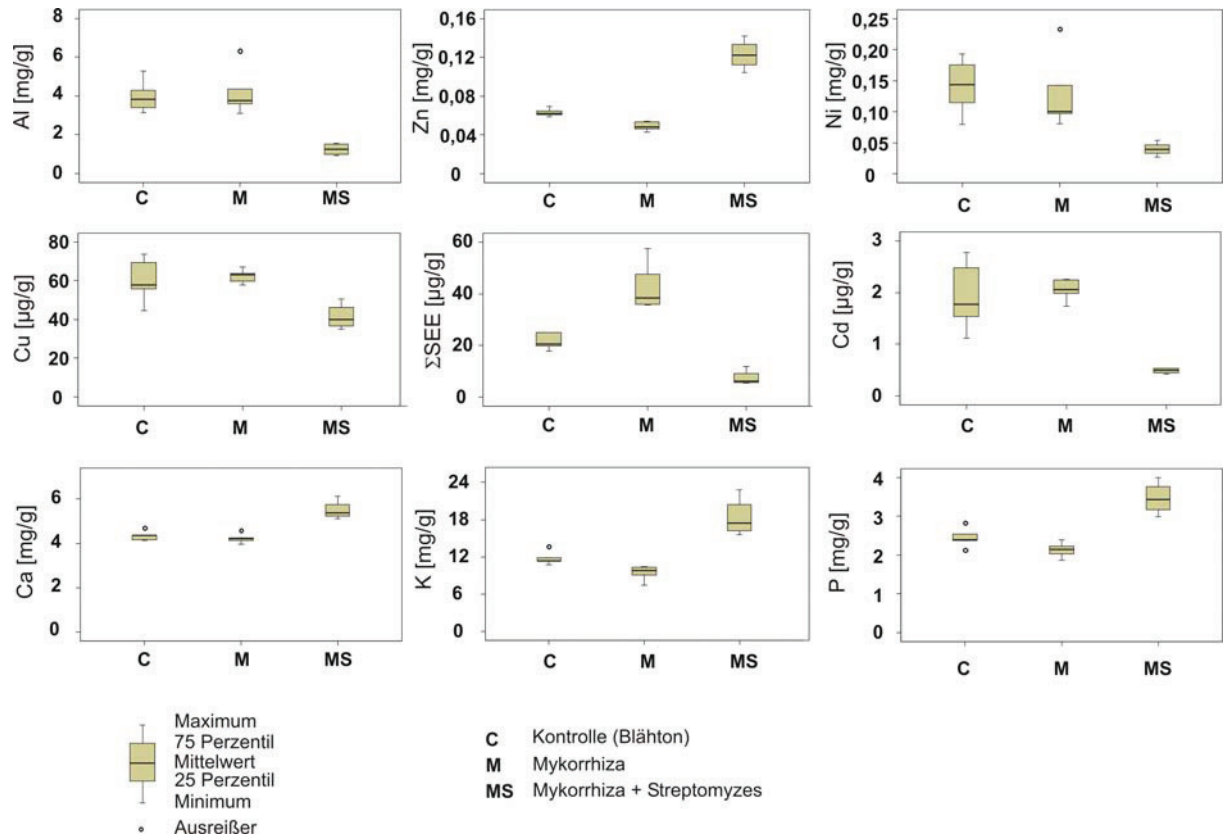 8
6
4
2
0
Al [mg/g]
C M MS
0,16
0,12
0,08
0,04
0
Zn [mg/g]
C M MS
0,25
0,20
0,15
0,10
0,05
0
Ni [mg/g]
C M MS
80
60
40
20
0
Cu [µg/g]
C M MS
60
40
20
0
ΣSEE [µg/g]
C M MS
3
2
1
0
Cd [µg/g]
C M MS
6
4
2
0
Ca [mg/g]
C M MS
24
18
12
6
0
K [mg/g]
C M MS
4
3
2
1
0
P [mg/g]
C M MS
Maximum
75 Perzentil
Mittelwert
25 Perzentil
Minimum
Ausreißer
C Kontrolle (Blähton)
M Mykorrhiza
MS Mykorrhiza + Streptomyzes